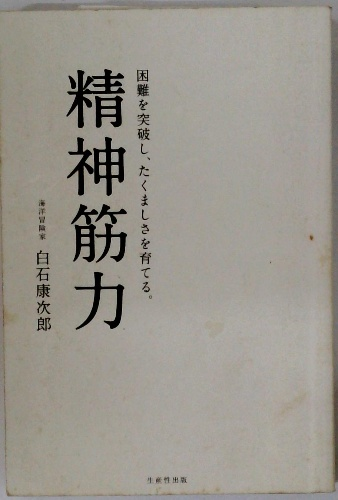 困難を突破し、たくましさを育てる。
精神筋力
海洋冒険家
白石康次郎
生産性出版